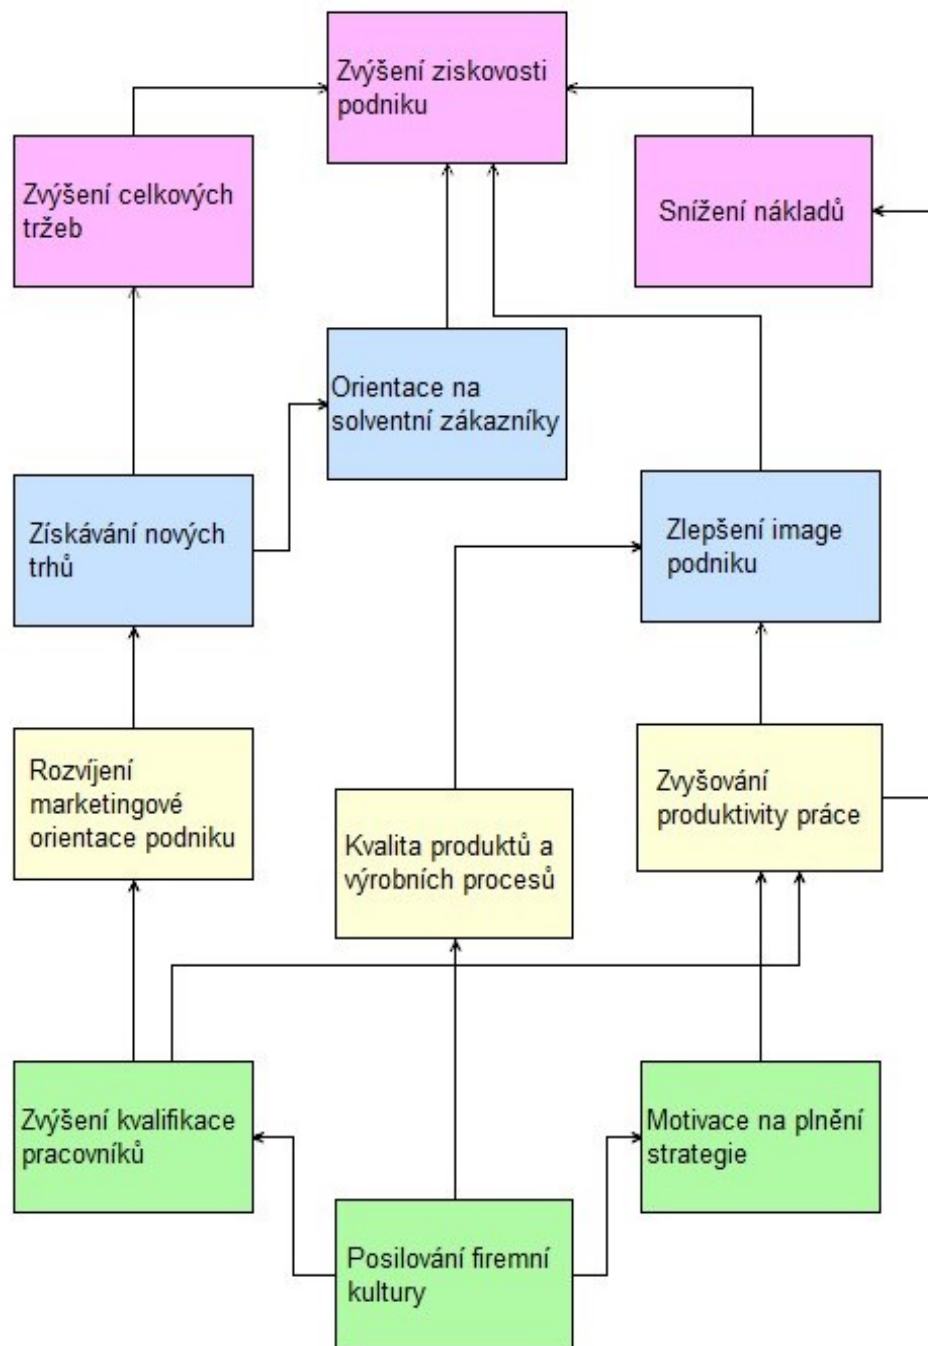 Zvýšení ziskovosti
podniku
Zvýšení celkových
tržeb
Snížení nákladů
Orientace na
solventní zákazníky
Získávání nových
trhů
Zlepšení image
podniku
Rozvíjení
marketingové
orientace podniku
Kvalita produktů a
výrobních procesů
Zvyšování
produktivity práce
Zvýšení kvalifikace
pracovníků
Motivace na plnění
strategie
Posilování firemní
kultury